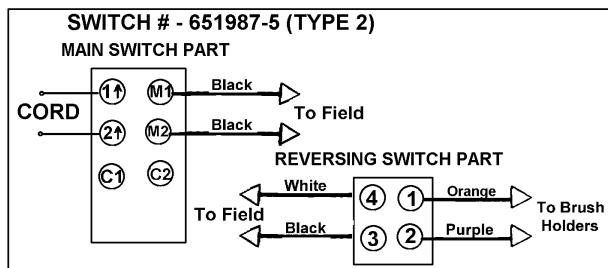 SWITCH # - 651987-5 (TYPE 2)
MAIN SWITCH PART
CORD
1↑ M1 Black
2↑ M2 Black
To Field
C1 C2
REVERSING SWITCH PART
White 4 1 Orange
To Field
To Brush
Holders
Black 3 2 Purple